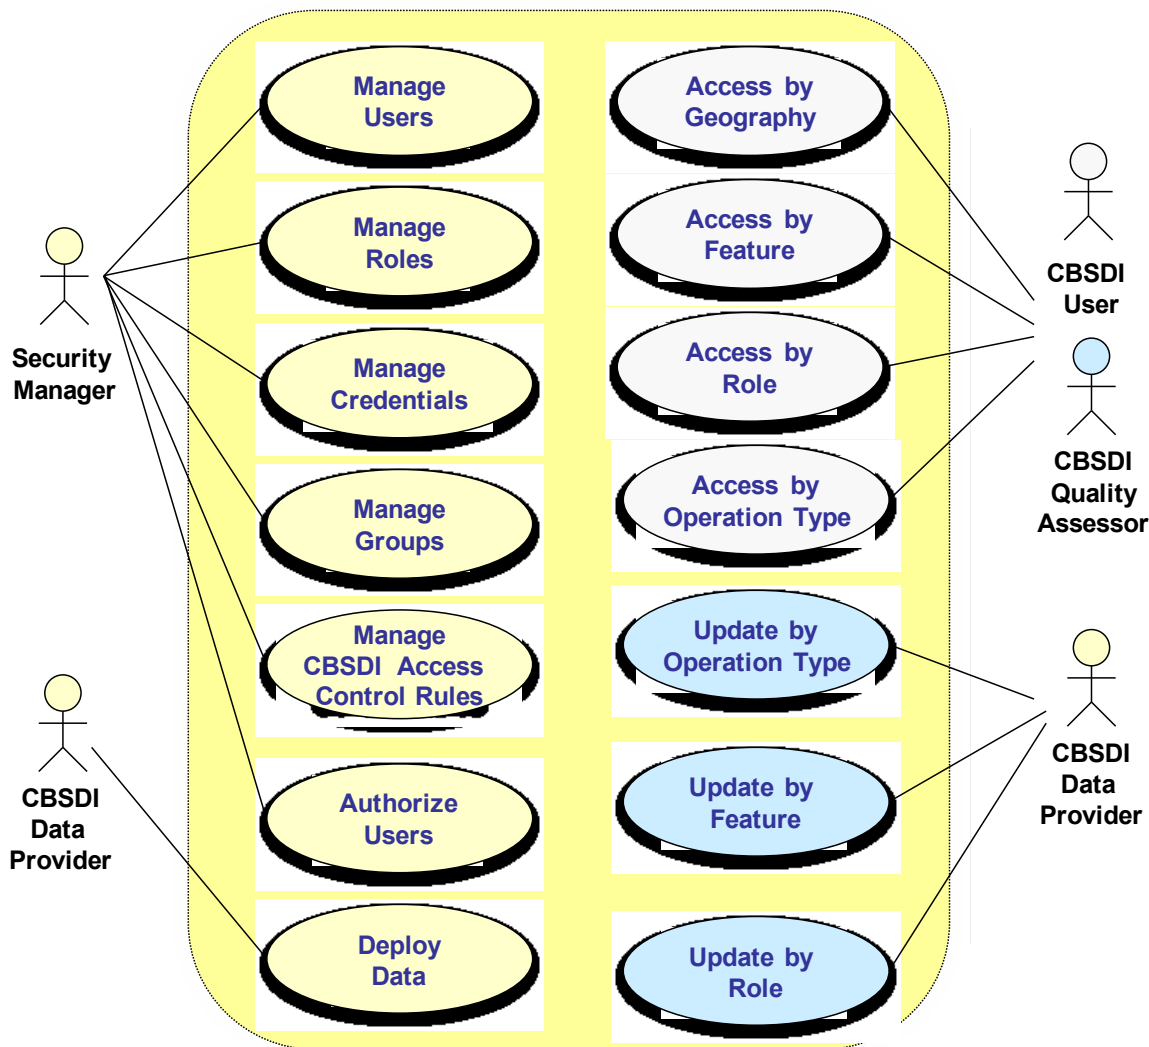 Manage
Users
Access by
Geography
Manage
Roles
Access by
Feature
Security
Manager
CBSDI
User
Manage
Credentials
Access by
Role
Manage
Groups
Access by
Operation Type
CBSDI
Quality
Assessor
Manage
CBSDI Access
Control Rules
Update by
Operation Type
CBSDI
Data
Provider
CBSDI
Data
Provider
Authorize
Users
Update by
Feature
Deploy
Data
Update by
Role